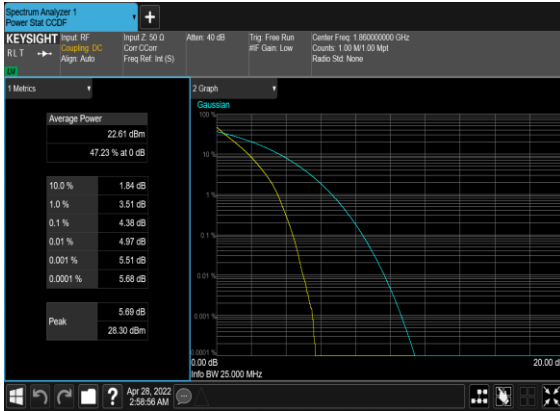 Spectrum Analyzer 1
Power Stat CCDF
+
KEYSIGHT
RLT
Input: RF
Coupling: DC
Align: Auto
Input Z: 50 Ω
Corr CCorr
Freq Ref: Int (S)
Atten: 40 dB
Trig: Free Run
#IF Gain: Low
Center Freq: 1.860000000 GHz
Counts: 1.00 M/1.00 Mpt
Radio Std: None
1 Metrics
Average Power
22.61 dBm
47.23 % at 0 dB
10.0 % 1.84 dB
1.0 % 3.51 dB
0.1 % 4.38 dB
0.01 % 4.97 dB
0.001 % 5.51 dB
0.0001 % 5.68 dB
Peak
5.69 dB
28.30 dBm
2 Graph
Gaussian
100 %
10 %
1 %
0.1 %
0.01 %
0.001 %
0.0001 %
0.00 dB
20.00 d
Info BW 25.000 MHz
?
Apr 28, 2022
2:58:56 AM